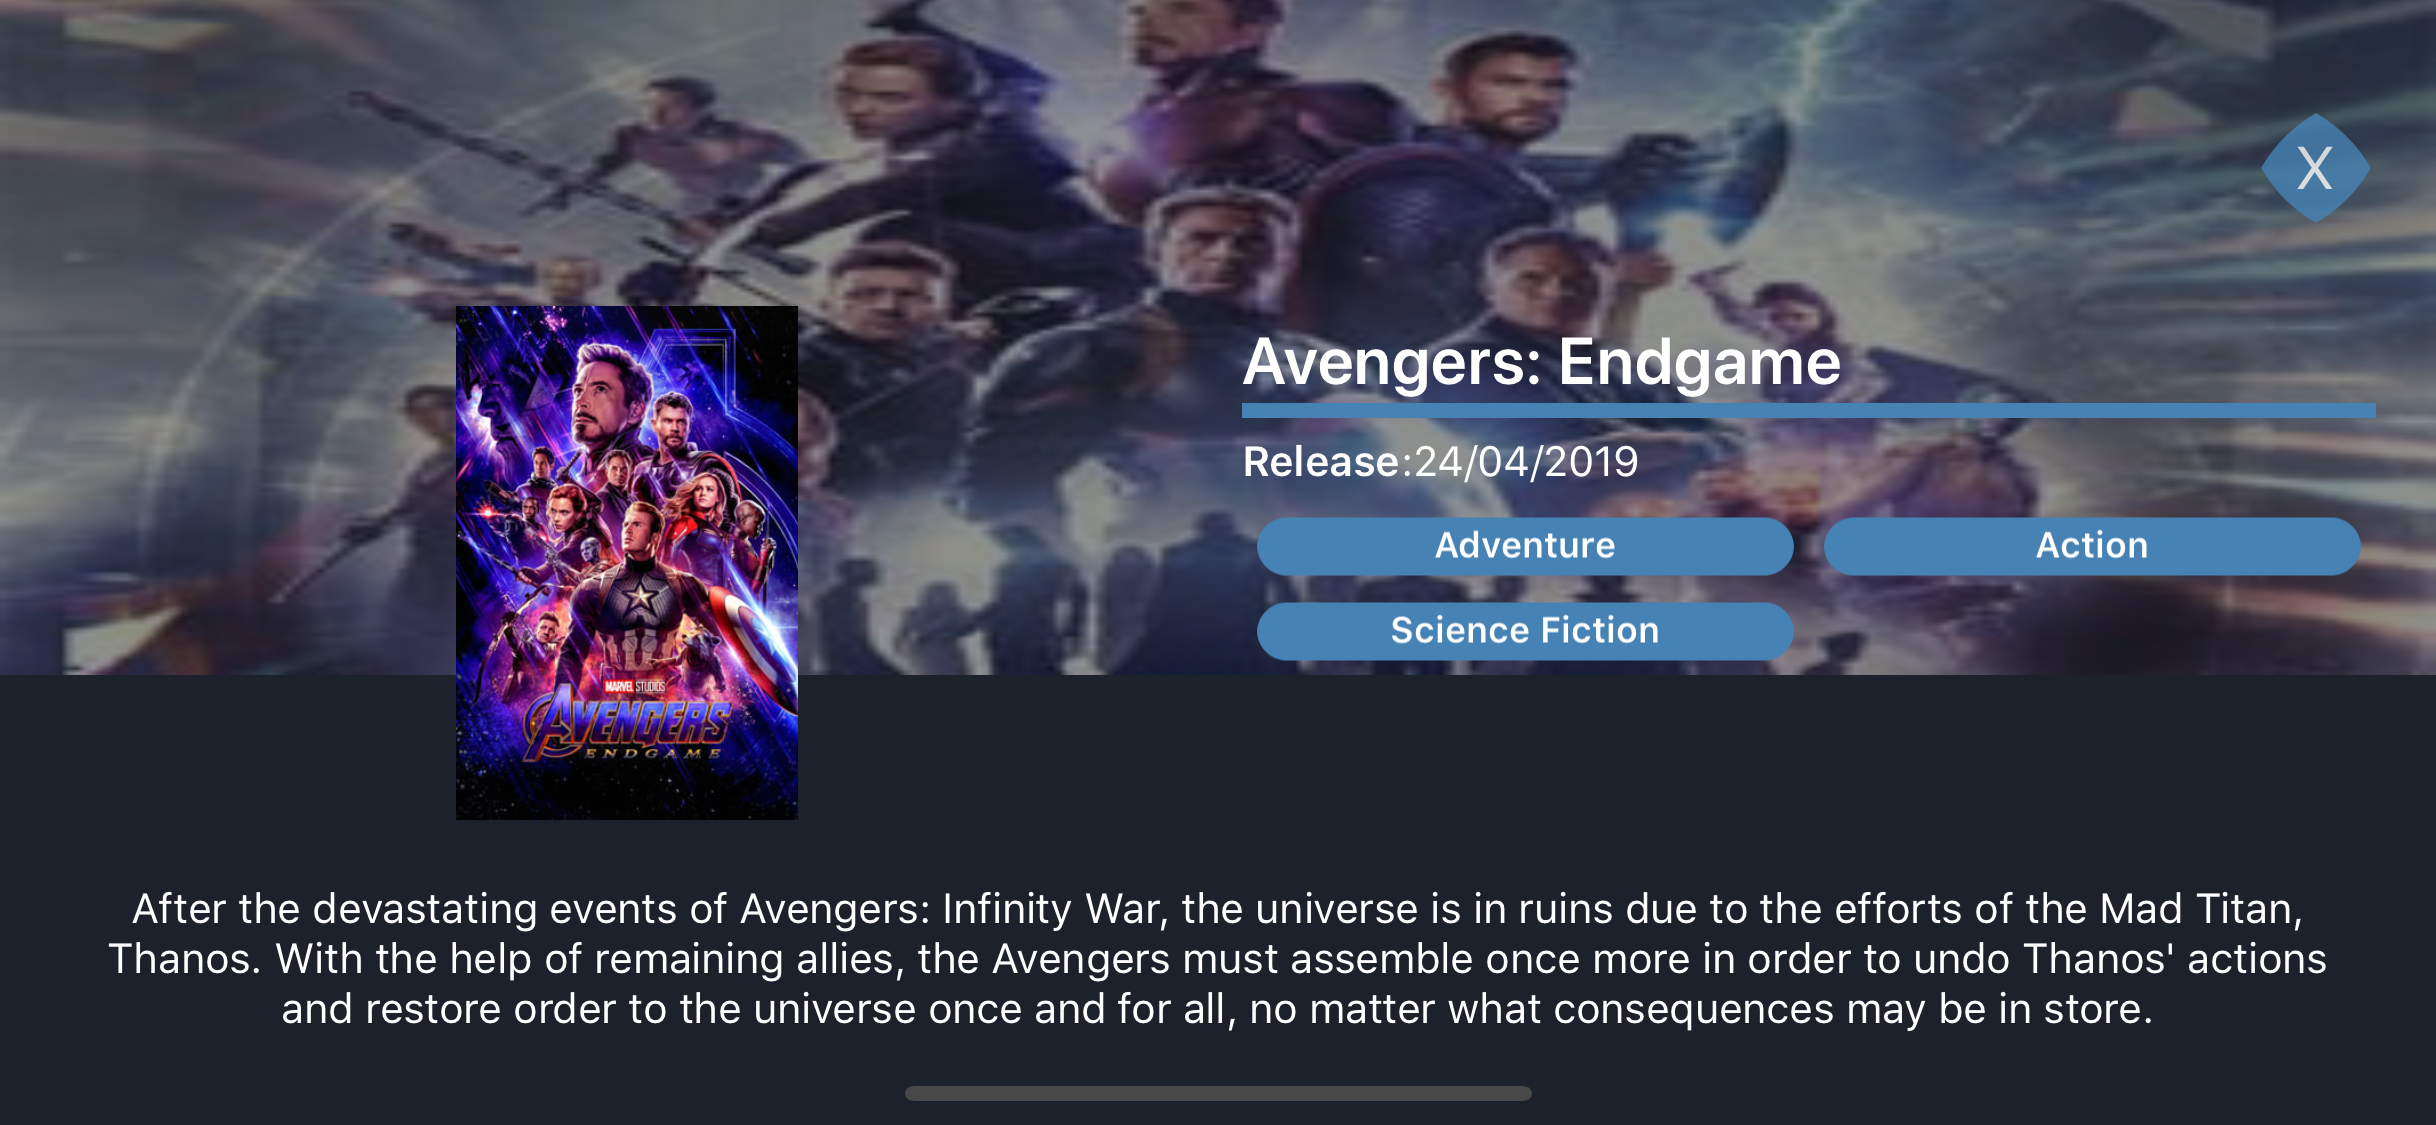 X
Avengers: Endgame
Release:24/04/2019
Adventure
Action
Science Fiction
MARVEL STUDIOS
AVENGERS
ENDGAME
After the devastating events of Avengers: Infinity War, the universe is in ruins due to the efforts of the Mad Titan,
Thanos. With the help of remaining allies, the Avengers must assemble once more in order to undo Thanos' actions
and restore order to the universe once and for all, no matter what consequences may be in store.